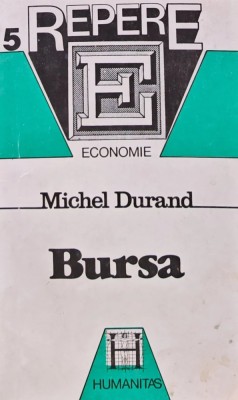 5 REPERE
E
ECONOMIE
Michel Durand
Bursa
H
HUMANITAS